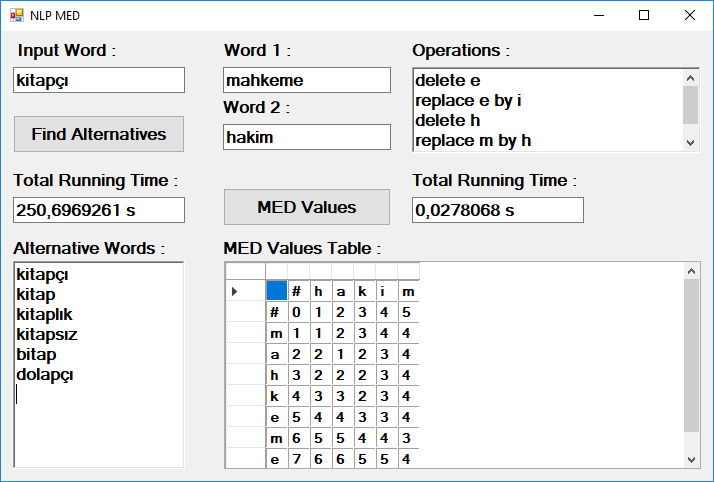 NLP MED
Input Word :
kitapçı
Find Alternatives
Total Running Time :
250,6969261 s
Alternative Words :
kitapçı
kitap
kitaplık
kitapsız
bitap
dolapçı
Word 1 :
mahkeme
Word 2 :
hakim
MED Values
Operations :
delete e
replace e by i
delete h
replace m by h
Total Running Time :
0,0278068 s
MED Values Table :
# h a k i m
# 0 1 2 3 4 5
m 1 1 2 3 4 4
a 2 2 1 2 3 4
h 3 2 2 2 3 4
k 4 3 3 2 3 4
e 5 4 4 3 3 4
m 6 5 5 4 4 3
e 7 6 6 5 5 4